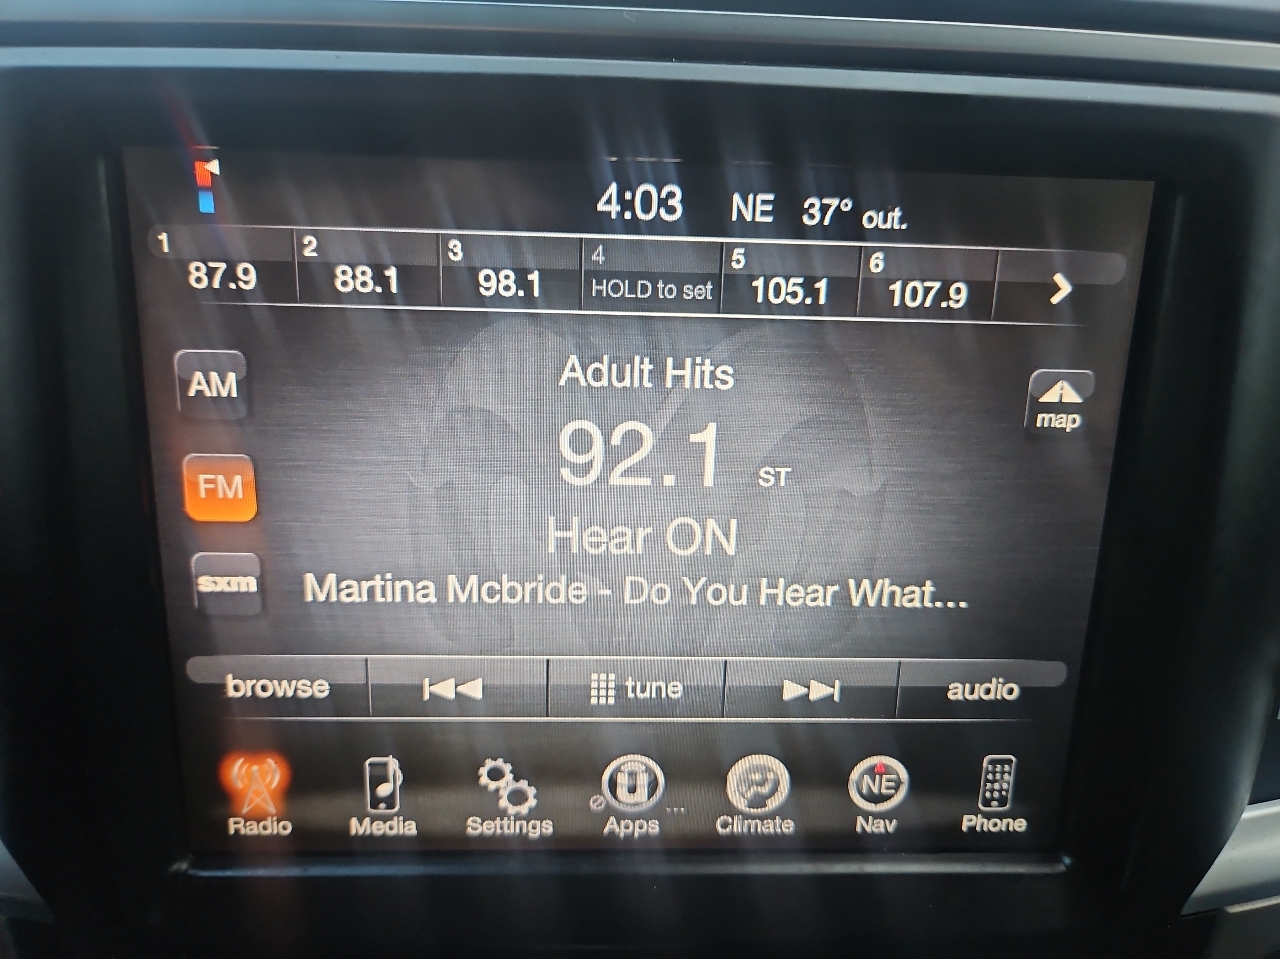 4:03 NE 37° out.
1 2 3 4 5 6
87.9 88.1 98.1 HOLD to set 105.1 107.9
AM
Adult Hits
map
92.1 ST
FM
Hear ON
sxm
Martina Mcbride - Do You Hear What...
browse tune audio
NE
Radio Media Settings Apps Climate Nav Phone